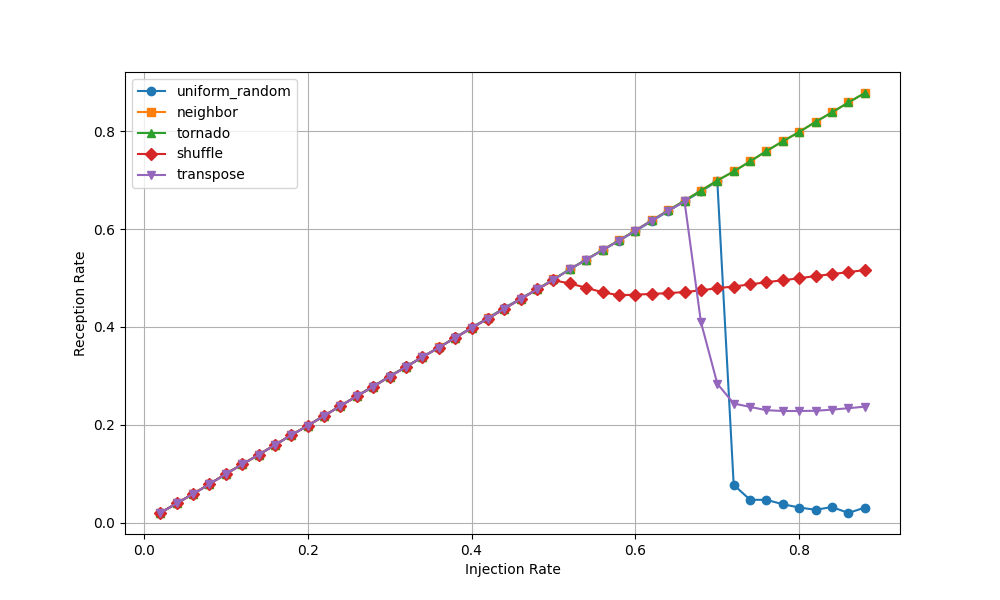 uniform_random
neighbor
tornado
shuffle
transpose
0.8
0.6
0.4
0.2
0.0
Reception Rate
0.0 0.2 0.4 0.6 0.8
Injection Rate